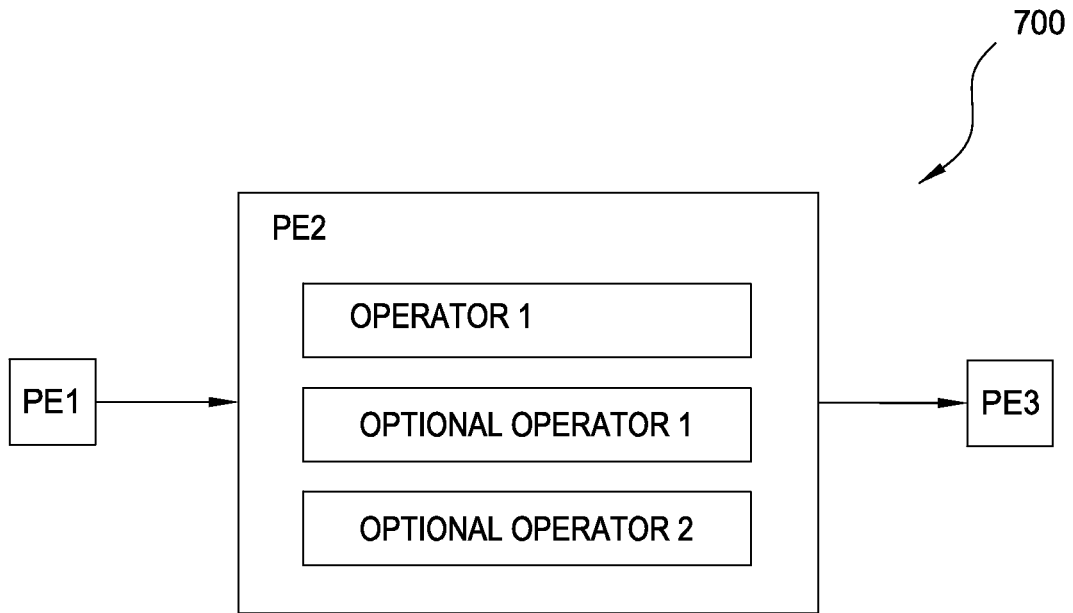 700
PE2
OPERATOR 1
PE1
OPTIONAL OPERATOR 1
PE3
OPTIONAL OPERATOR 2